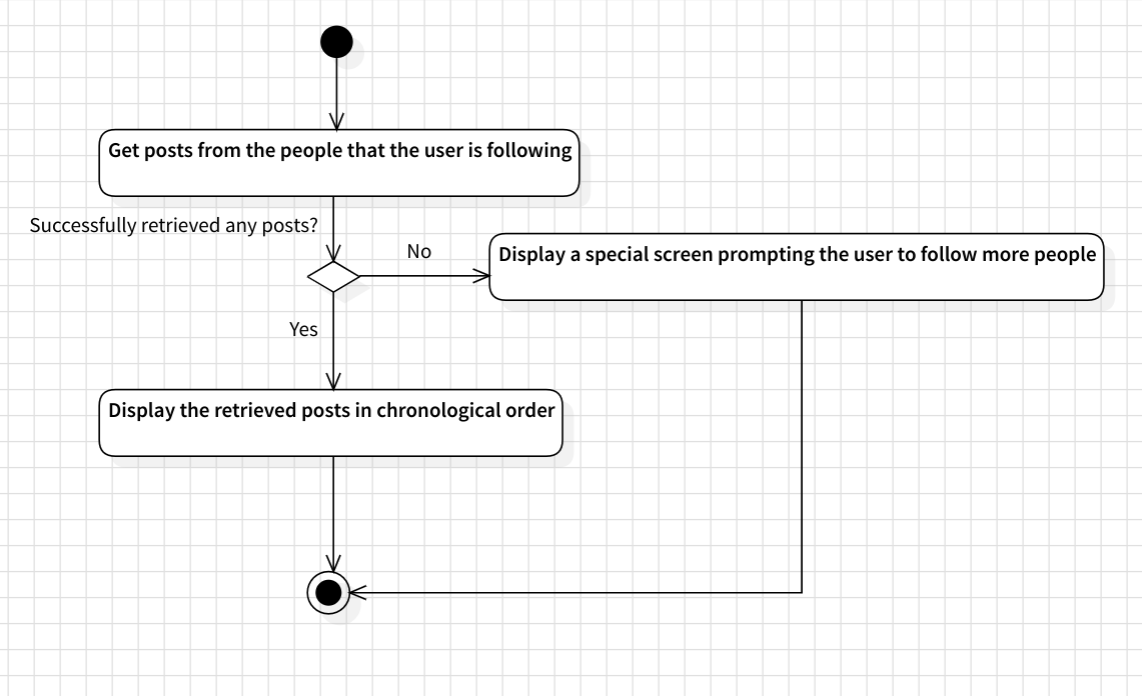 Get posts from the people that the user is following
Successfully retrieved any posts?
No
Display a special screen prompting the user to follow more people
Yes
Display the retrieved posts in chronological order